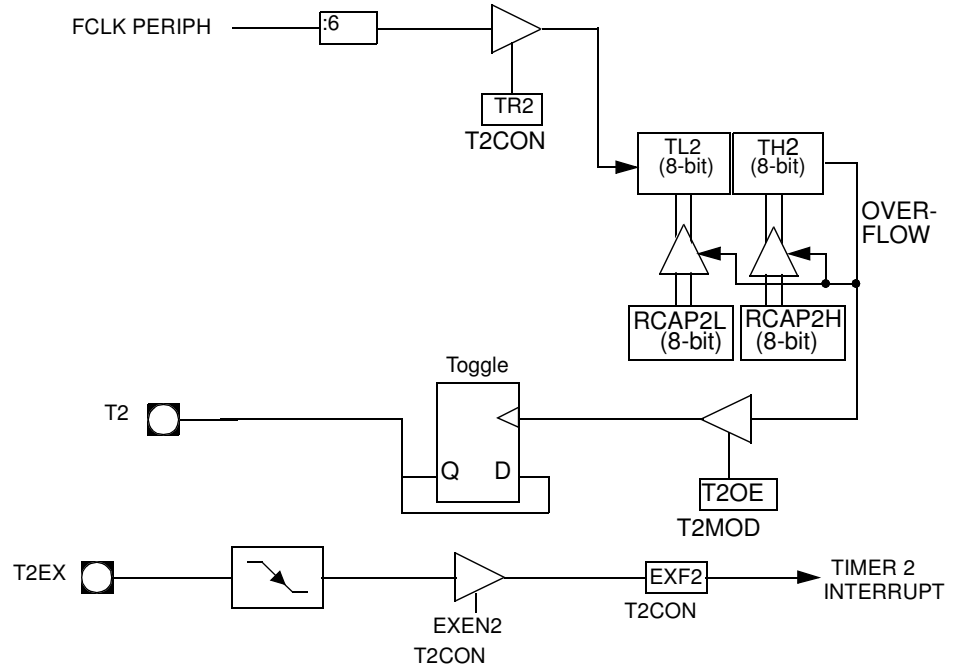 FCLK PERIPH
:6
TR2
T2CON
TL2
(8-bit)
TH2
(8-bit)
OVER-
FLOW
RCAP2L
(8-bit)
RCAP2H
(8-bit)
Toggle
T2
Q
D
T2OE
T2MOD
T2EX
EXEN2
T2CON
EXF2
T2CON
TIMER 2
INTERRUPT